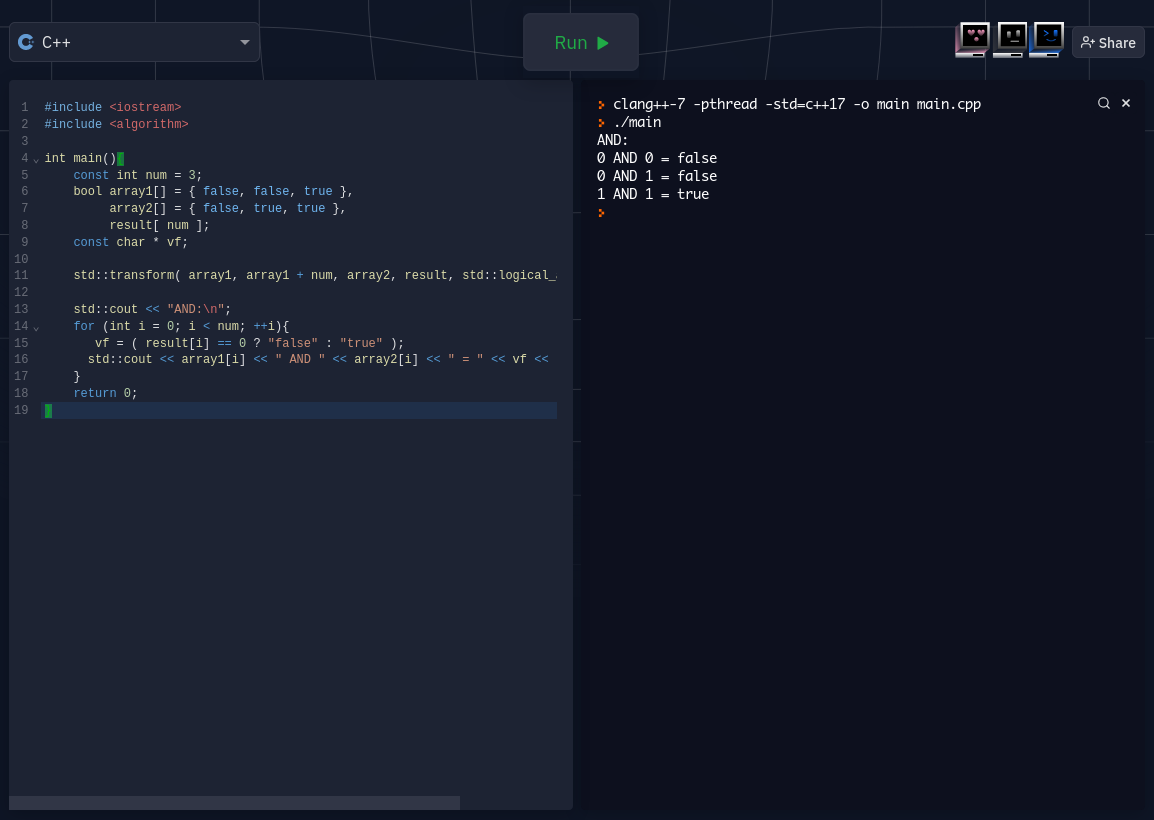 C++
Run
Share
1 #include <iostream>
2 #include <algorithm>
3
4 int main(){
5 const int num = 3;
6 bool array1[] = { false, false, true },
7 array2[] = { false, true, true },
8 result[ num ];
9 const char * vf;
10
11 std::transform( array1, array1 + num, array2, result, std::logical_
12
13 std::cout << "AND:\n";
14 for (int i = 0; i < num; ++i){
15 vf = ( result[i] == 0 ? "false" : "true" );
16 std::cout << array1[i] << " AND " << array2[i] << " = " << vf <<
17 }
18 return 0;
19 }
clang++-7 -pthread -std=c++17 -o main main.cpp
./main
AND:
0 AND 0 = false
0 AND 1 = false
1 AND 1 = true